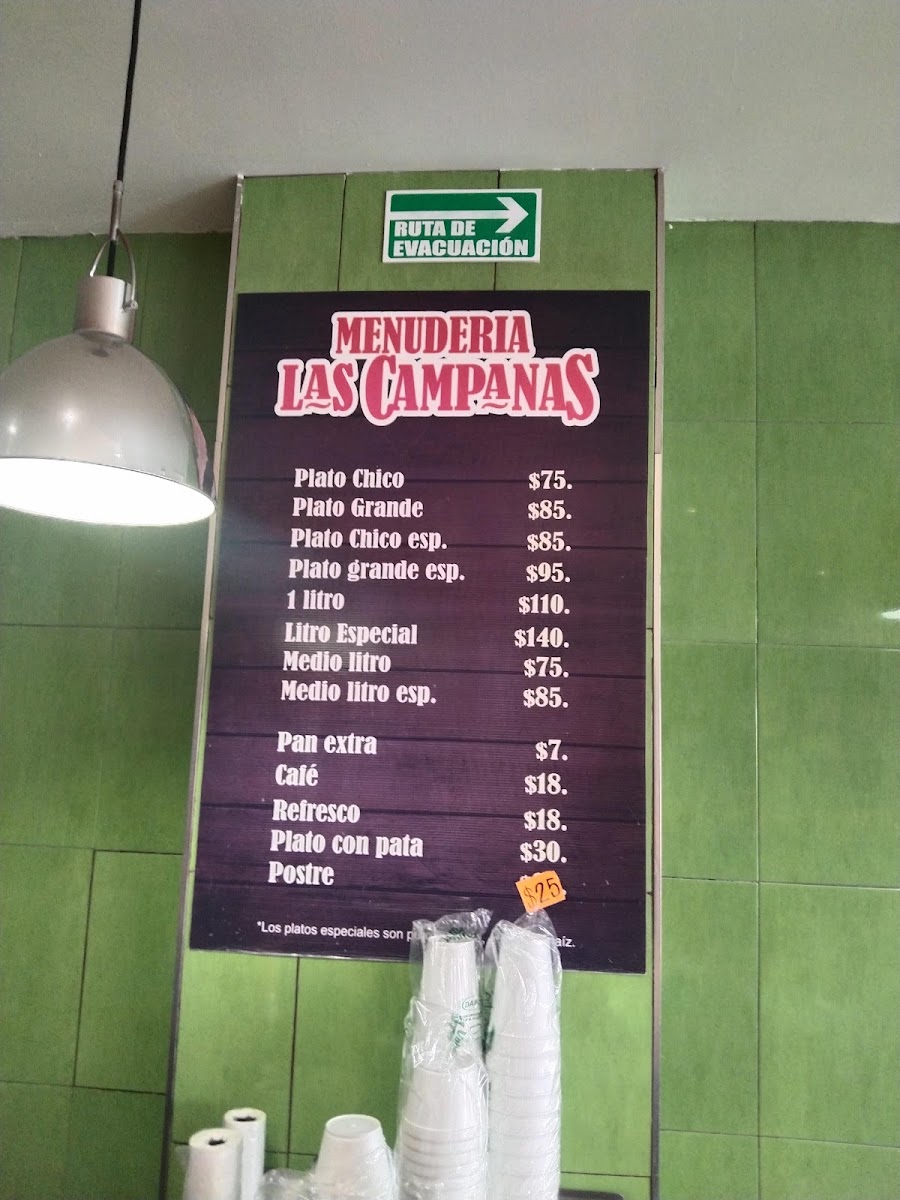 RUTA DE
EVACUACIÓN
MENUDERIA
LAS CAMPANAS
Plato Chico $75.
Plato Grande $85.
Plato Chico esp. $85.
Plato grande esp. $95.
1 litro $110.
Litro Especial $140.
Medio litro $75.
Medio litro esp. $85.
Pan extra $7.
Café $18.
Refresco $18.
Plato con pata $30.
Postre $25
*Los platos especiales son